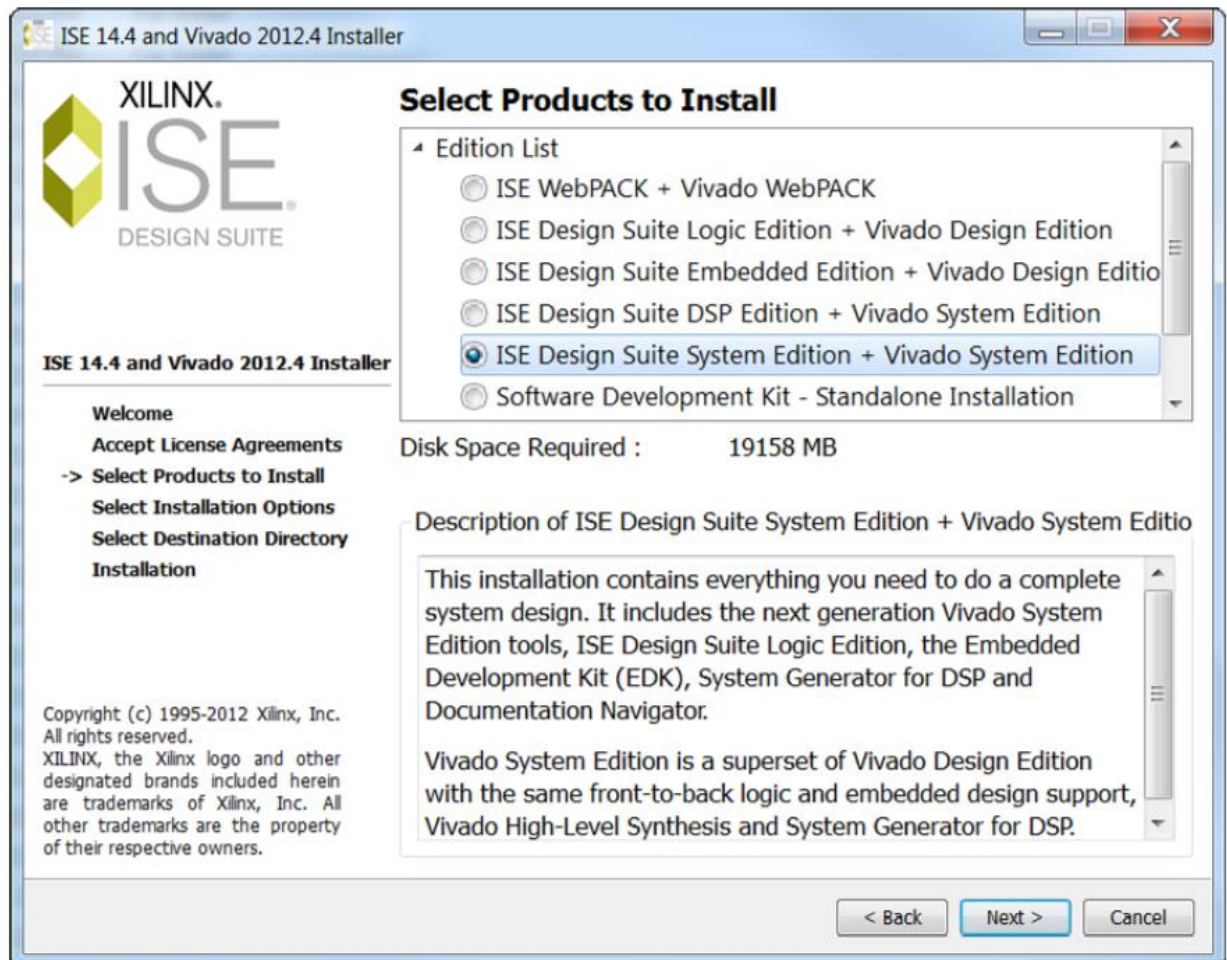 ISE 14.4 and Vivado 2012.4 Installer
XILINX.
ISE.
DESIGN SUITE
ISE 14.4 and Vivado 2012.4 Installer
Welcome
Accept License Agreements
-> Select Products to Install
Select Installation Options
Select Destination Directory
Installation
Copyright (c) 1995-2012 Xilinx, Inc.
All rights reserved.
XILINX, the Xilinx logo and other
designated brands included herein
are trademarks of Xilinx, Inc. All
other trademarks are the property
of their respective owners.
Select Products to Install
Edition List
ISE WebPACK + Vivado WebPACK
ISE Design Suite Logic Edition + Vivado Design Edition
ISE Design Suite Embedded Edition + Vivado Design Editio
ISE Design Suite DSP Edition + Vivado System Edition
ISE Design Suite System Edition + Vivado System Edition
Software Development Kit - Standalone Installation
Disk Space Required : 19158 MB
Description of ISE Design Suite System Edition + Vivado System Editio
This installation contains everything you need to do a complete
system design. It includes the next generation Vivado System
Edition tools, ISE Design Suite Logic Edition, the Embedded
Development Kit (EDK), System Generator for DSP and
Documentation Navigator.
Vivado System Edition is a superset of Vivado Design Edition
with the same front-to-back logic and embedded design support,
Vivado High-Level Synthesis and System Generator for DSP.
< Back
Next >
Cancel